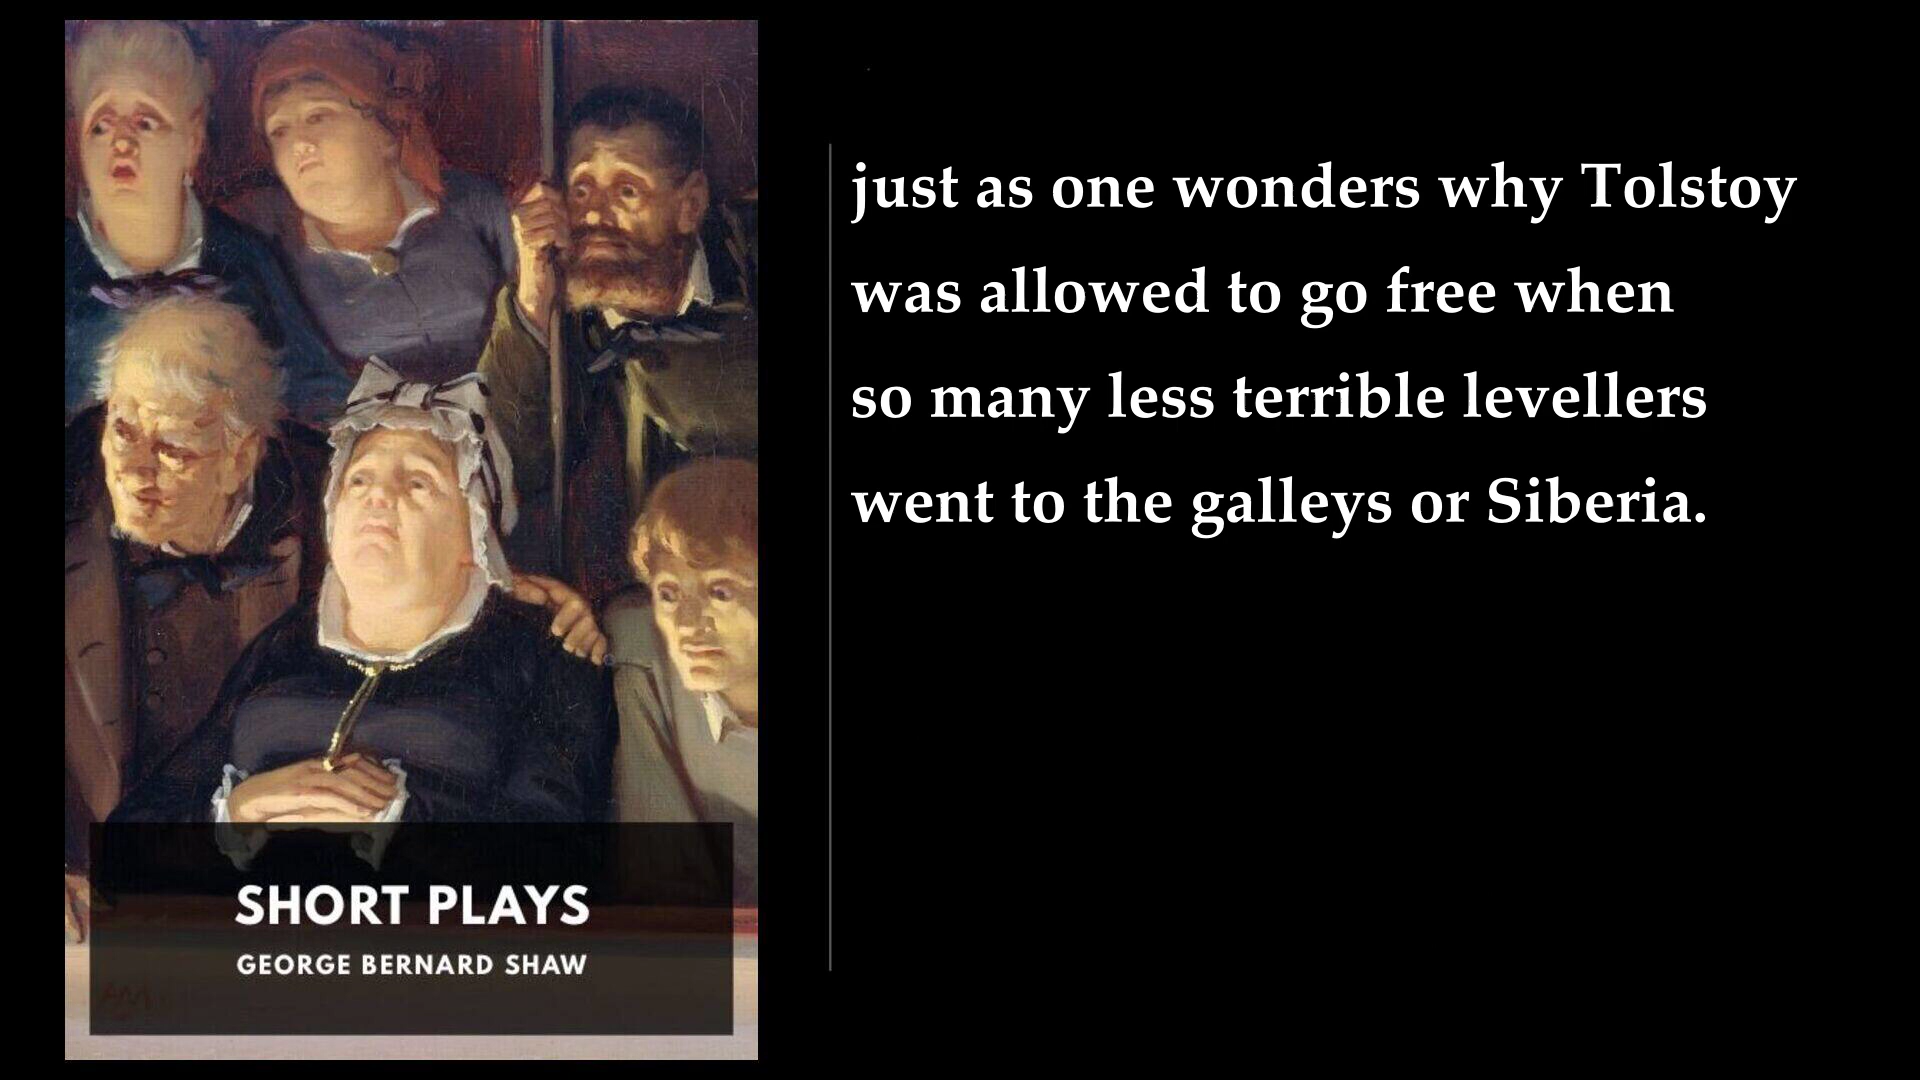 just as one wonders why Tolstoy
was allowed to go free when
so many less terrible levellers
went to the galleys or Siberia.
SHORT PLAYS
GEORGE BERNARD SHAW